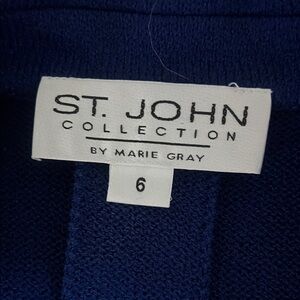 ST. JOHN
COLLECTION
BY MARIE GRAY
6